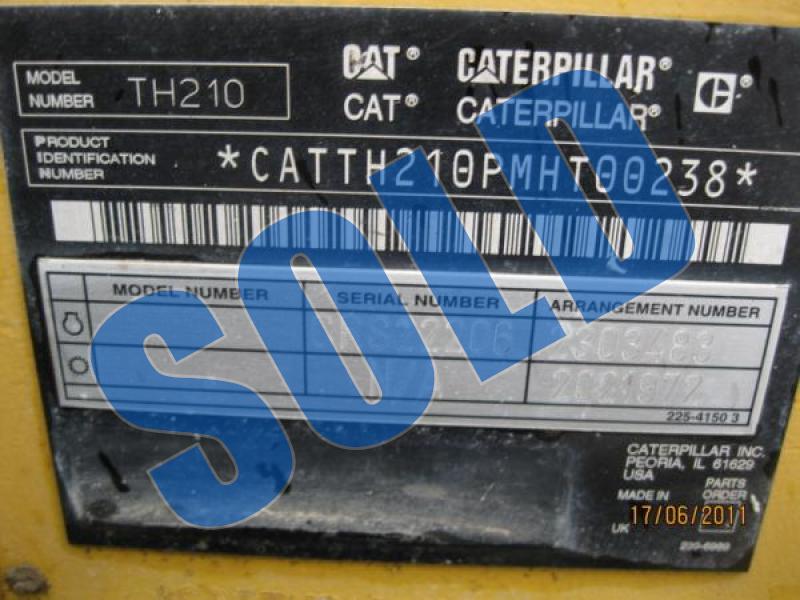 CAT® CATERPILLAR®
CAT® CATERPILLAR®
MODEL NUMBER TH210
PRODUCT IDENTIFICATION NUMBER *CATTH210PMHT00238*
MODEL NUMBER SERIAL NUMBER ARRANGEMENT NUMBER
2303483
225-4150 3
CATERPILLAR INC.
PEORIA, IL 61629
USA
PARTS
MADE IN ORDER
17/06/2011
UK
SOLD